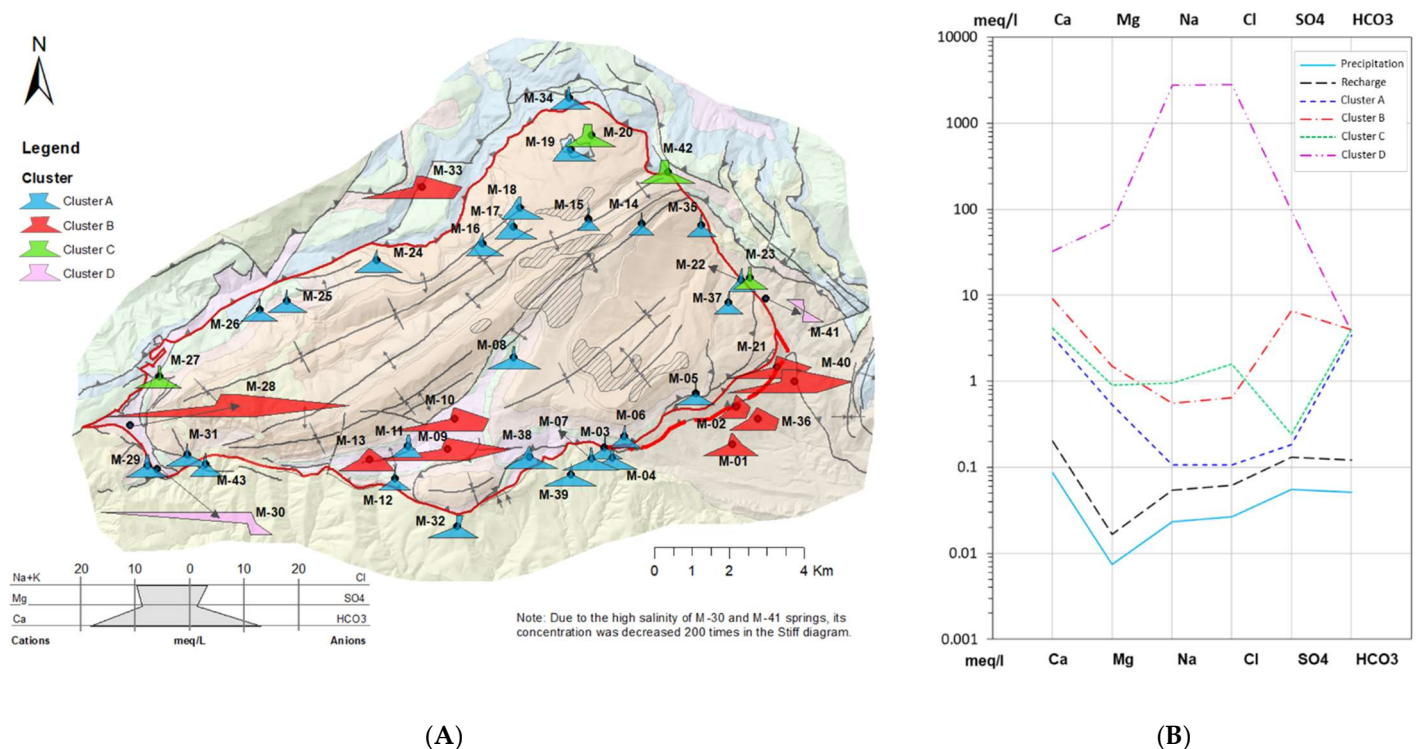 N
Legend
Cluster
Cluster A
Cluster B
Cluster C
Cluster D
M-34
M-20
M-19
M-42
M-33
M-18
M-17
M-15
M-14
M-35
M-16
M-24
M-23
M-22
M-25
M-37
M-26
M-41
M-08
M-21
M-27
M-40
M-28
M-05
M-10
M-07
M-06
M-02
M-36
M-11
M-03
M-13
M-09
M-38
M-31
M-01
M-29
M-04
M-43
M-39
M-12
M-30
M-32
0 2 4 Km
20 10 0 10 20
Na+K Cl
Mg SO4
Ca HCO3
Cations meq/L Anions
Note: Due to the high salinity of M-30 and M-41 springs, its
concentration was decreased 200 times in the Stiff diagram.
(A)
meq/l Ca Mg Na Cl SO4 HCO3
10000
1000
100
10
1
0.1
0.01
0.001
Precipitation
Recharge
Cluster A
Cluster B
Cluster C
Cluster D
meq/l Ca Mg Na Cl SO4 HCO3
(B)